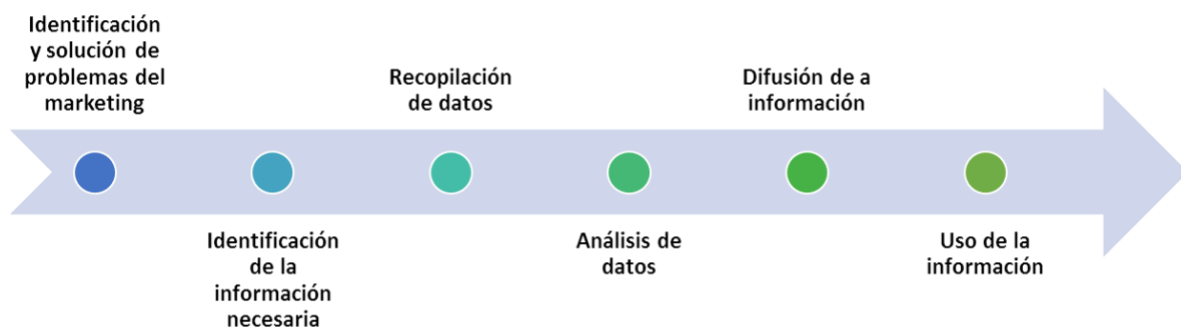 Identificación
y solución de
problemas del
marketing
Identificación
de la
información
necesaria
Recopilación
de datos
Análisis de
datos
Difusión de a
información
Uso de la
información